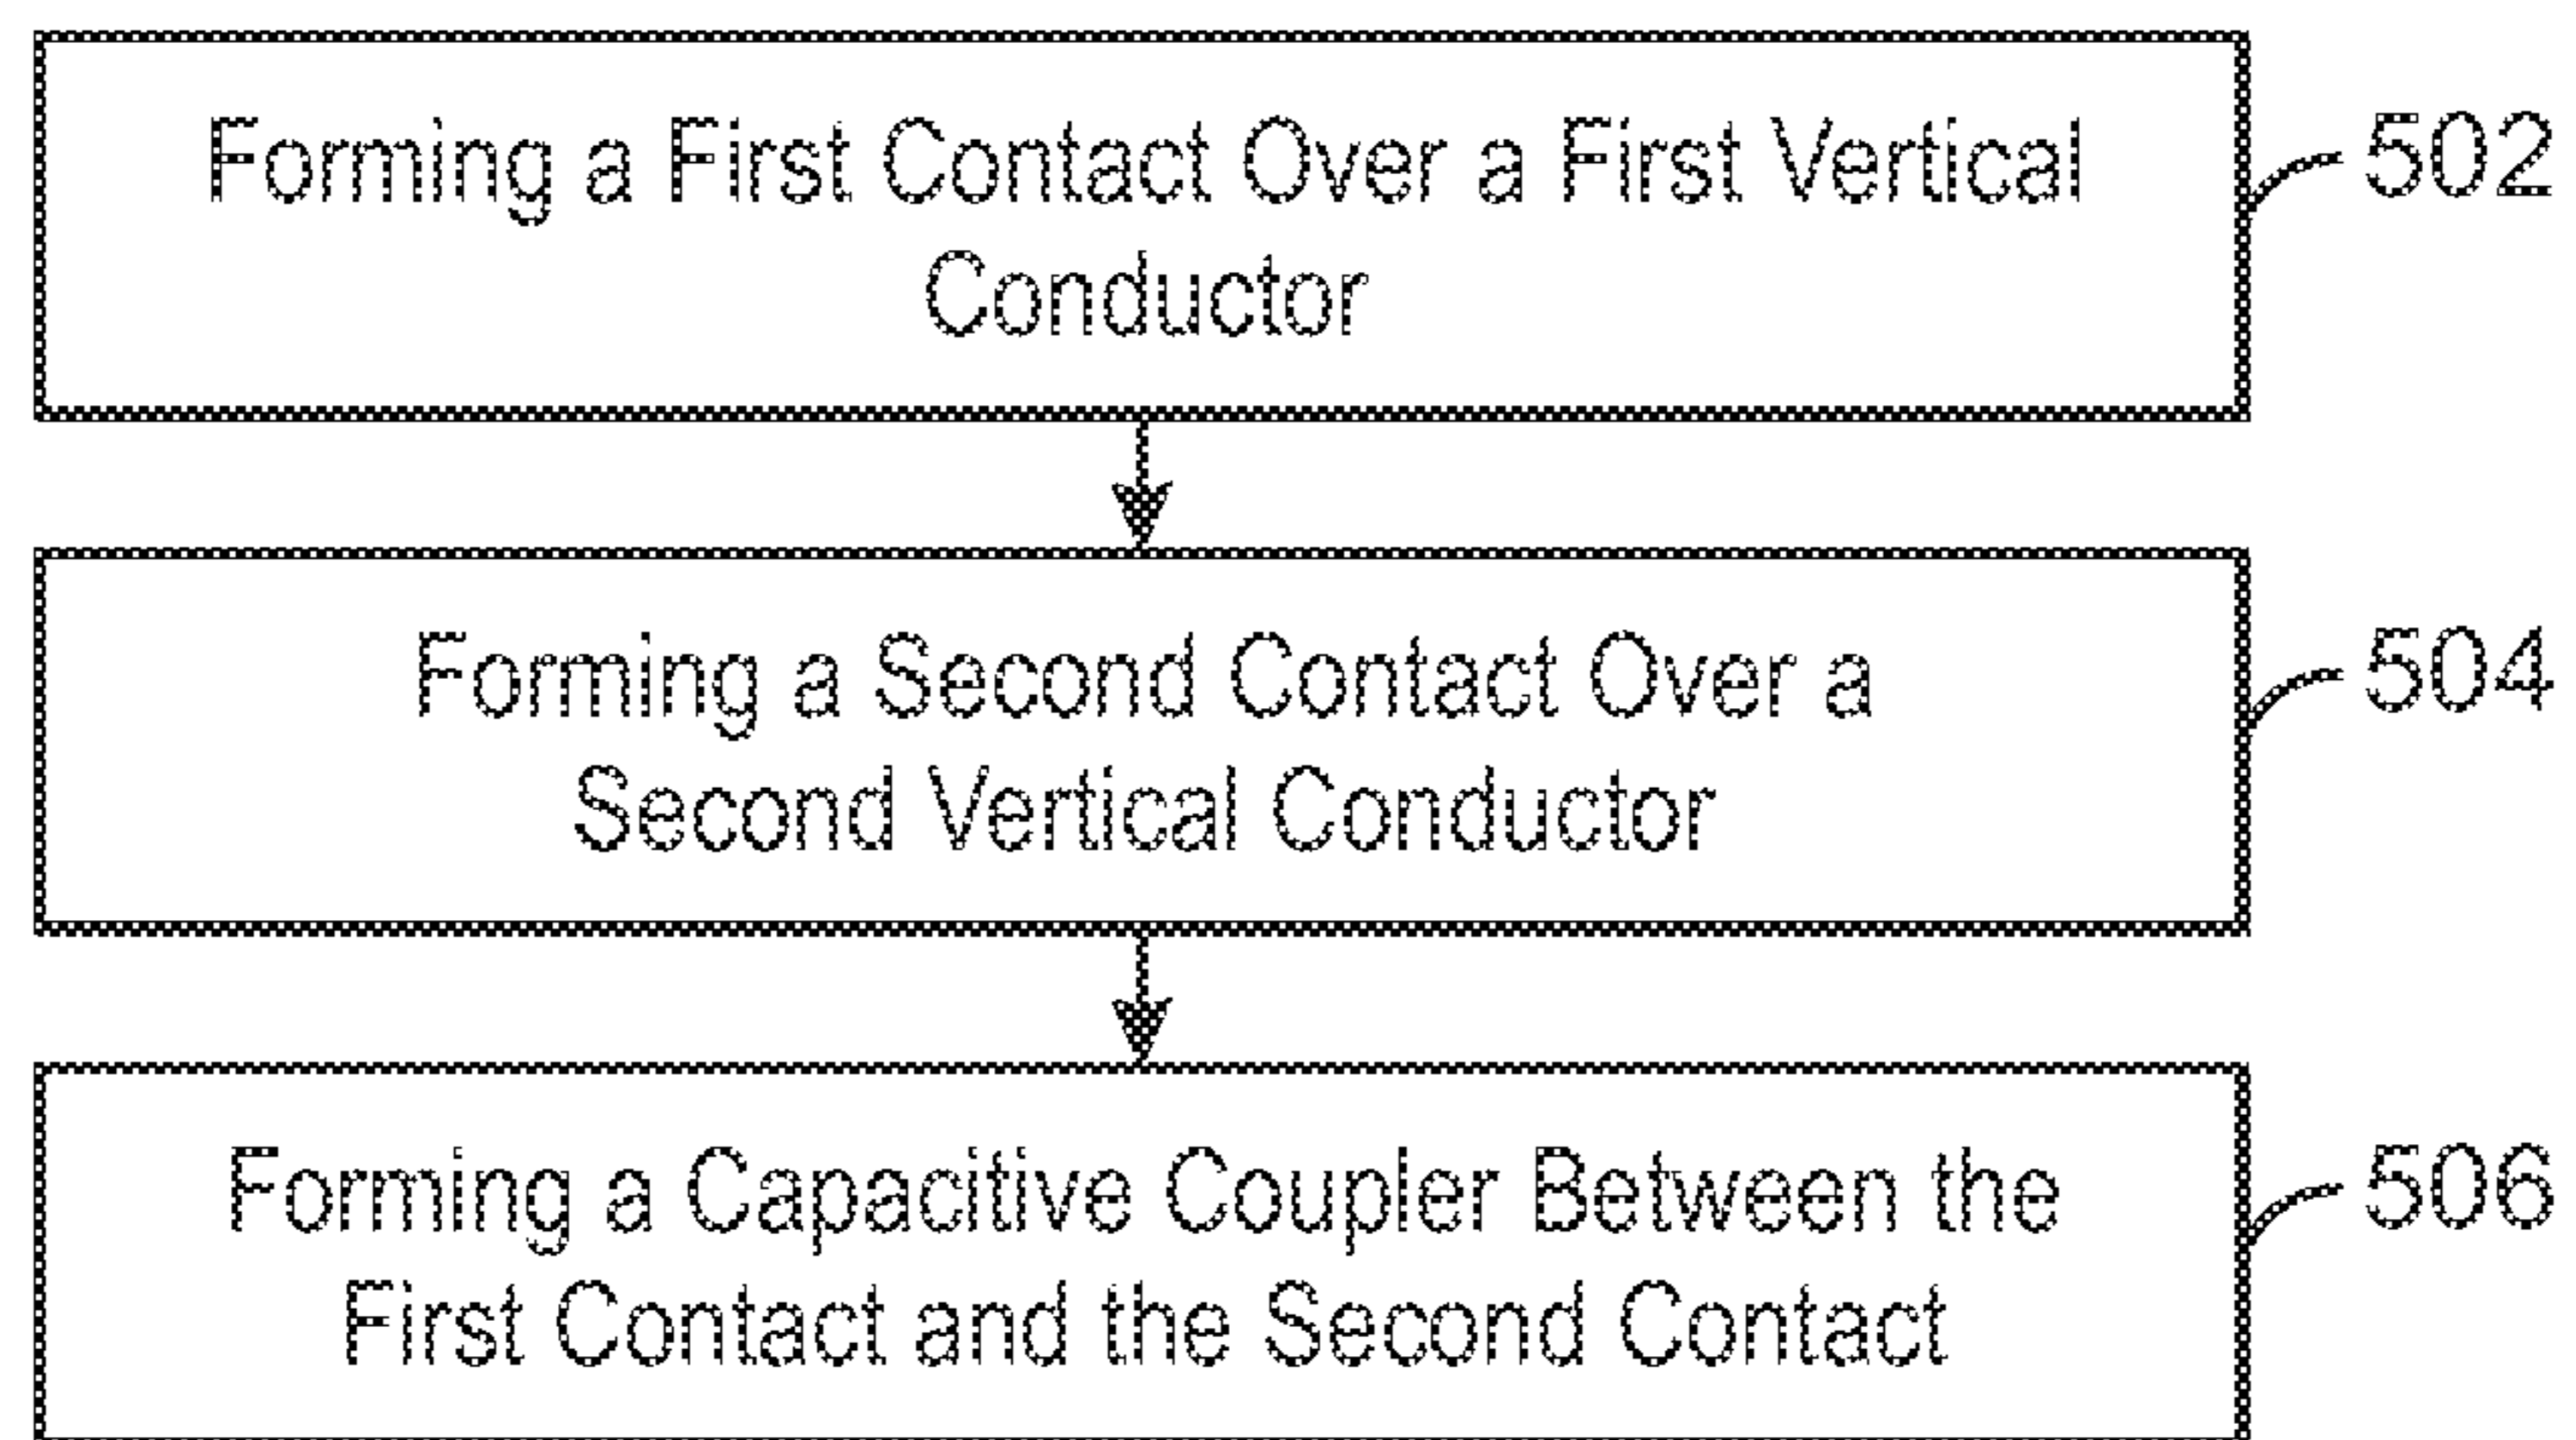 Forming a First Contact Over a First Vertical
Conductor
502
Forming a Second Contact Over a
Second Vertical Conductor
504
Forming a Capacitive Coupler Between the
First Contact and the Second Contact
506